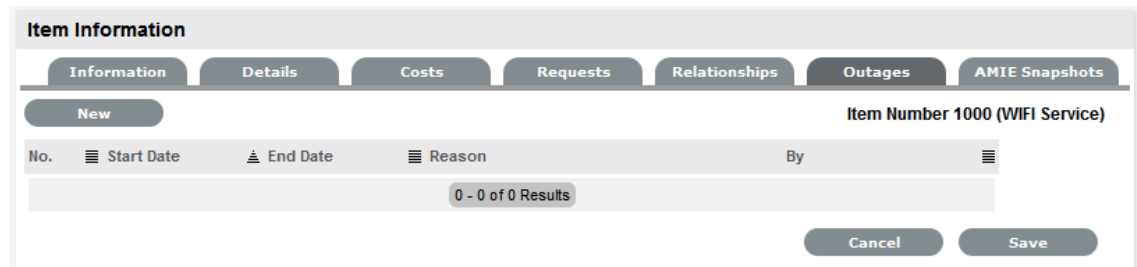 Item Information
Information Details Costs Requests Relationships Outages AMIE Snapshots
New Item Number 1000 (WIFI Service)
No. Start Date End Date Reason By
0 - 0 of 0 Results
Cancel Save